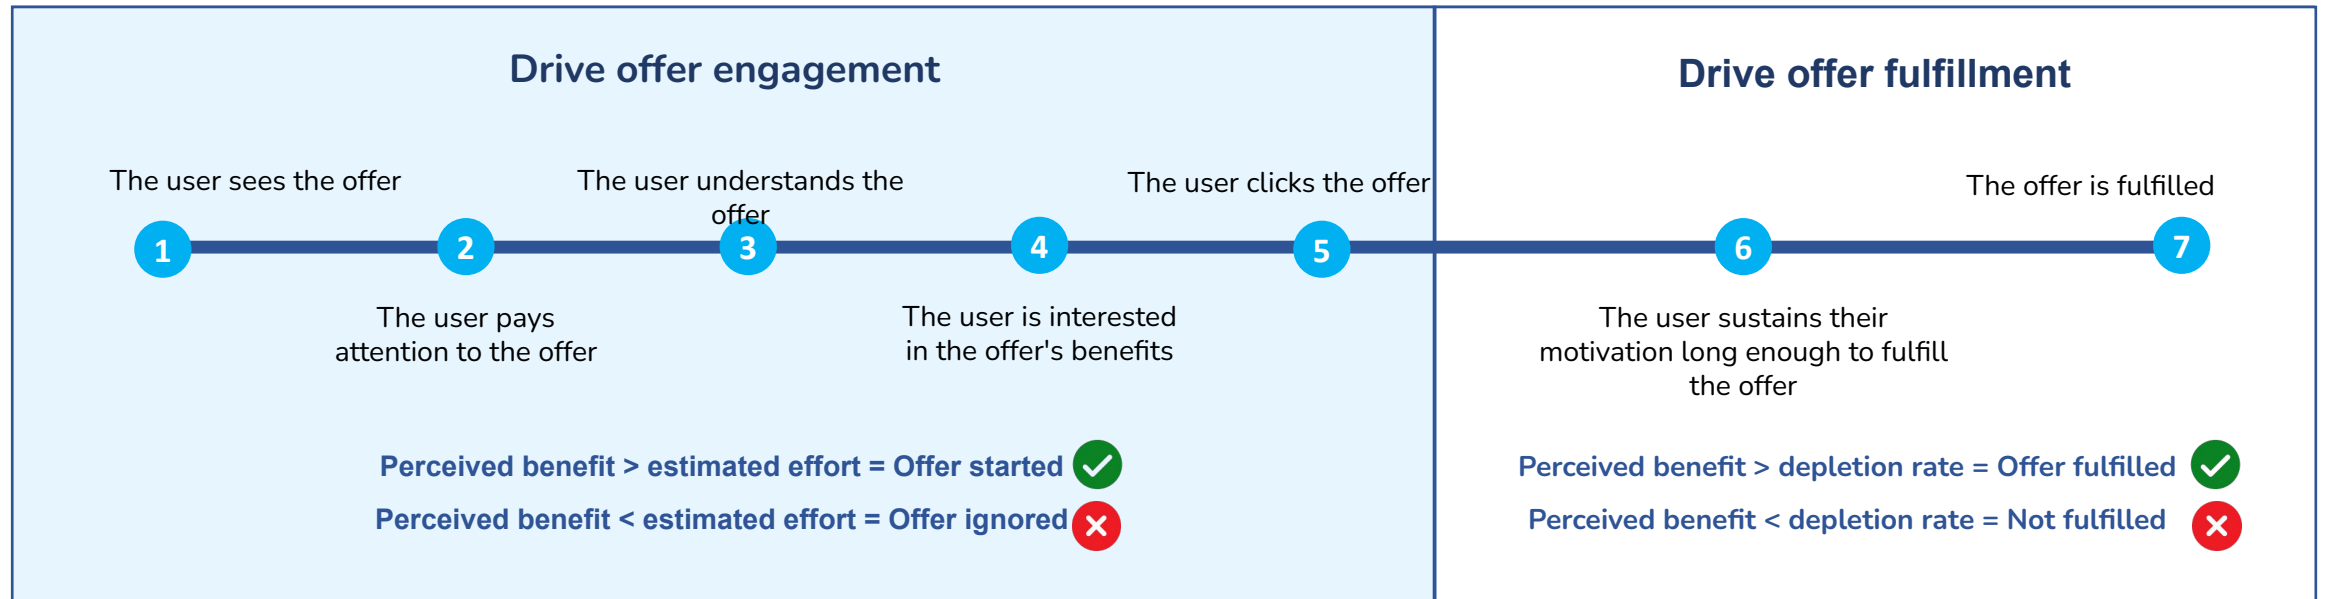 Drive offer engagement
The user sees the offer
The user understands the
offer
The user clicks the offer
1
2
3
4
5
The user pays
attention to the offer
The user is interested
in the offer's benefits
Perceived benefit > estimated effort = Offer started
Perceived benefit < estimated effort = Offer ignored
Drive offer fulfillment
The offer is fulfilled
6
7
The user sustains their
motivation long enough to fulfill
the offer
Perceived benefit > depletion rate = Offer fulfilled
Perceived benefit < depletion rate = Not fulfilled